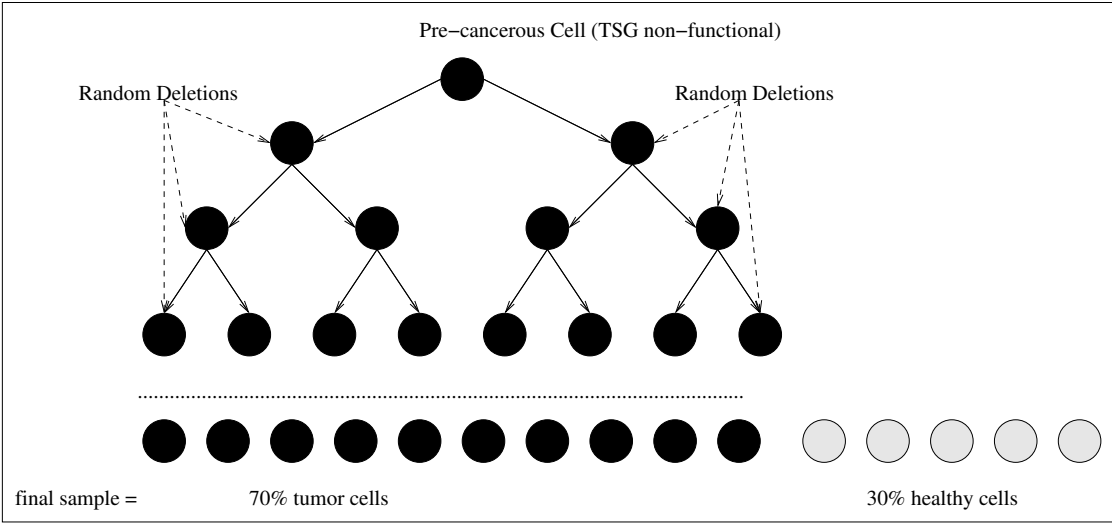 Pre−cancerous Cell (TSG non−functional)
Random Deletions
Random Deletions
final sample =
70% tumor cells
30% healthy cells